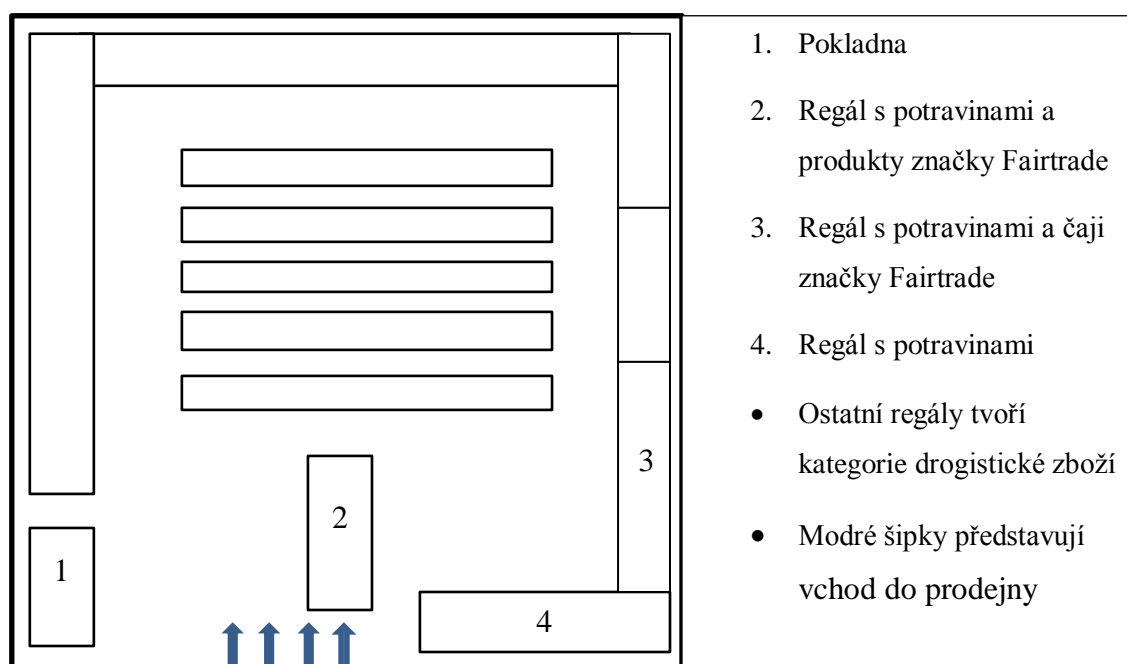 1. Pokladna
2. Regál s potravinami a
produkty značky Fairtrade
3. Regál s potravinami a čaji
značky Fairtrade
4. Regál s potravinami
• Ostatní regály tvoří
kategorie drogistické zboží
• Modré šipky představují
vchod do prodejny
3
2
1
4